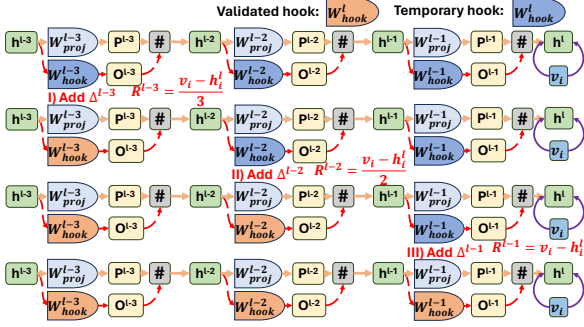 Validated hook: W^l_hook Temporary hook: W^l_hook
h^l-3 W^l-3_proj P^l-3 # h^l-2 W^l-2_proj P^l-2 # h^l-1 W^l-1_proj P^l-1 # h^l
W^l-3_hook O^l-3 W^l-2_hook O^l-2 W^l-1_hook O^l-1 v_i
I) Add Δ^l-3 R^l-3 = (v_i − h^l_i)/3
h^l-3 W^l-3_proj P^l-3 # h^l-2 W^l-2_proj P^l-2 # h^l-1 W^l-1_proj P^l-1 # h^l
W^l-3_hook O^l-3 W^l-2_hook O^l-2 W^l-1_hook O^l-1 v_i
II) Add Δ^l-2 R^l-2 = (v_i − h^l_i)/2
h^l-3 W^l-3_proj P^l-3 # h^l-2 W^l-2_proj P^l-2 # h^l-1 W^l-1_proj P^l-1 # h^l
W^l-3_hook O^l-3 W^l-2_hook O^l-2 W^l-1_hook O^l-1 v_i
III) Add Δ^l-1 R^l-1 = v_i − h^l_i
h^l-3 W^l-3_proj P^l-3 # h^l-2 W^l-2_proj P^l-2 # h^l-1 W^l-1_proj P^l-1 # h^l
W^l-3_hook O^l-3 W^l-2_hook O^l-2 W^l-1_hook O^l-1 v_i